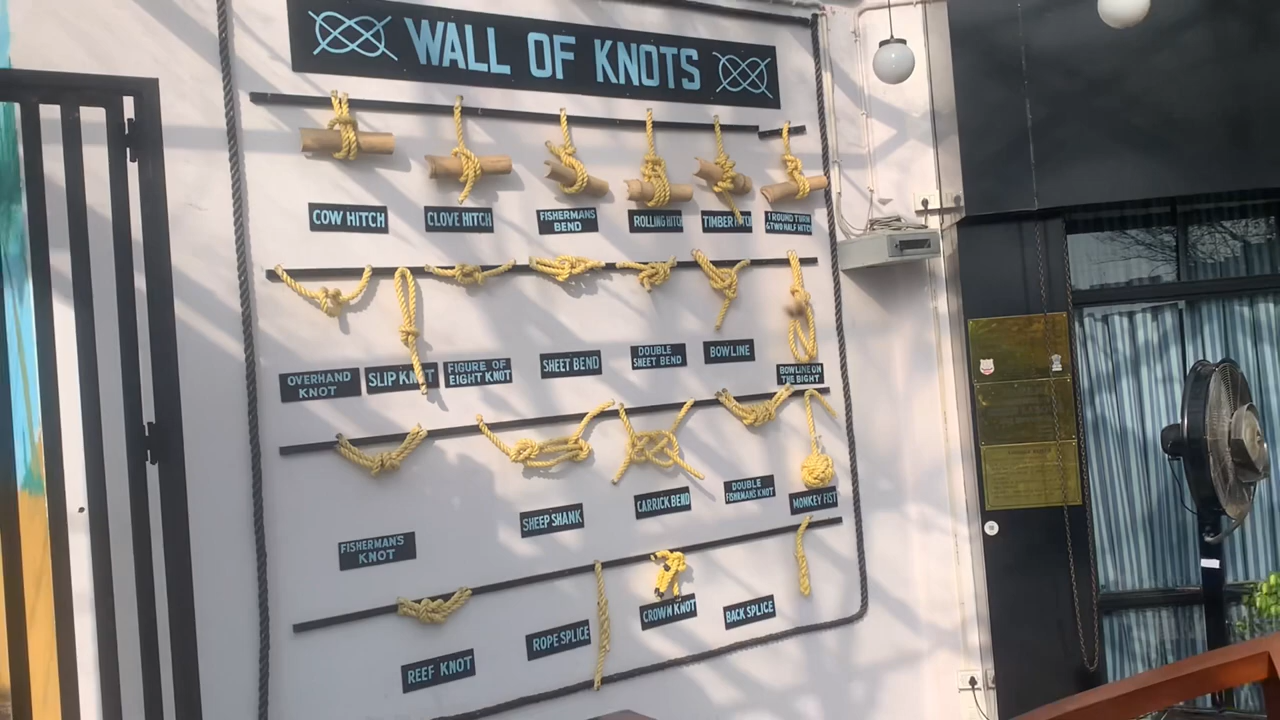 WALL OF KNOTS
COW HITCH
CLOVE HITCH
FISHERMANS
BEND
ROLLING HITCH
TIMBER HITCH
1 ROUND TURN
& TWO HALF HITCH
OVERHAND
KNOT
SLIP KNOT
FIGURE OF
EIGHT KNOT
SHEET BEND
DOUBLE
SHEET BEND
BOWLINE
BOWLINE ON
THE BIGHT
FISHERMAN'S
KNOT
SHEEP SHANK
CARRICK BEND
DOUBLE
FISHRMANS KNOT
MONKEY FIST
REEF KNOT
ROPE SPLICE
CROWN KNOT
BACK SPLICE